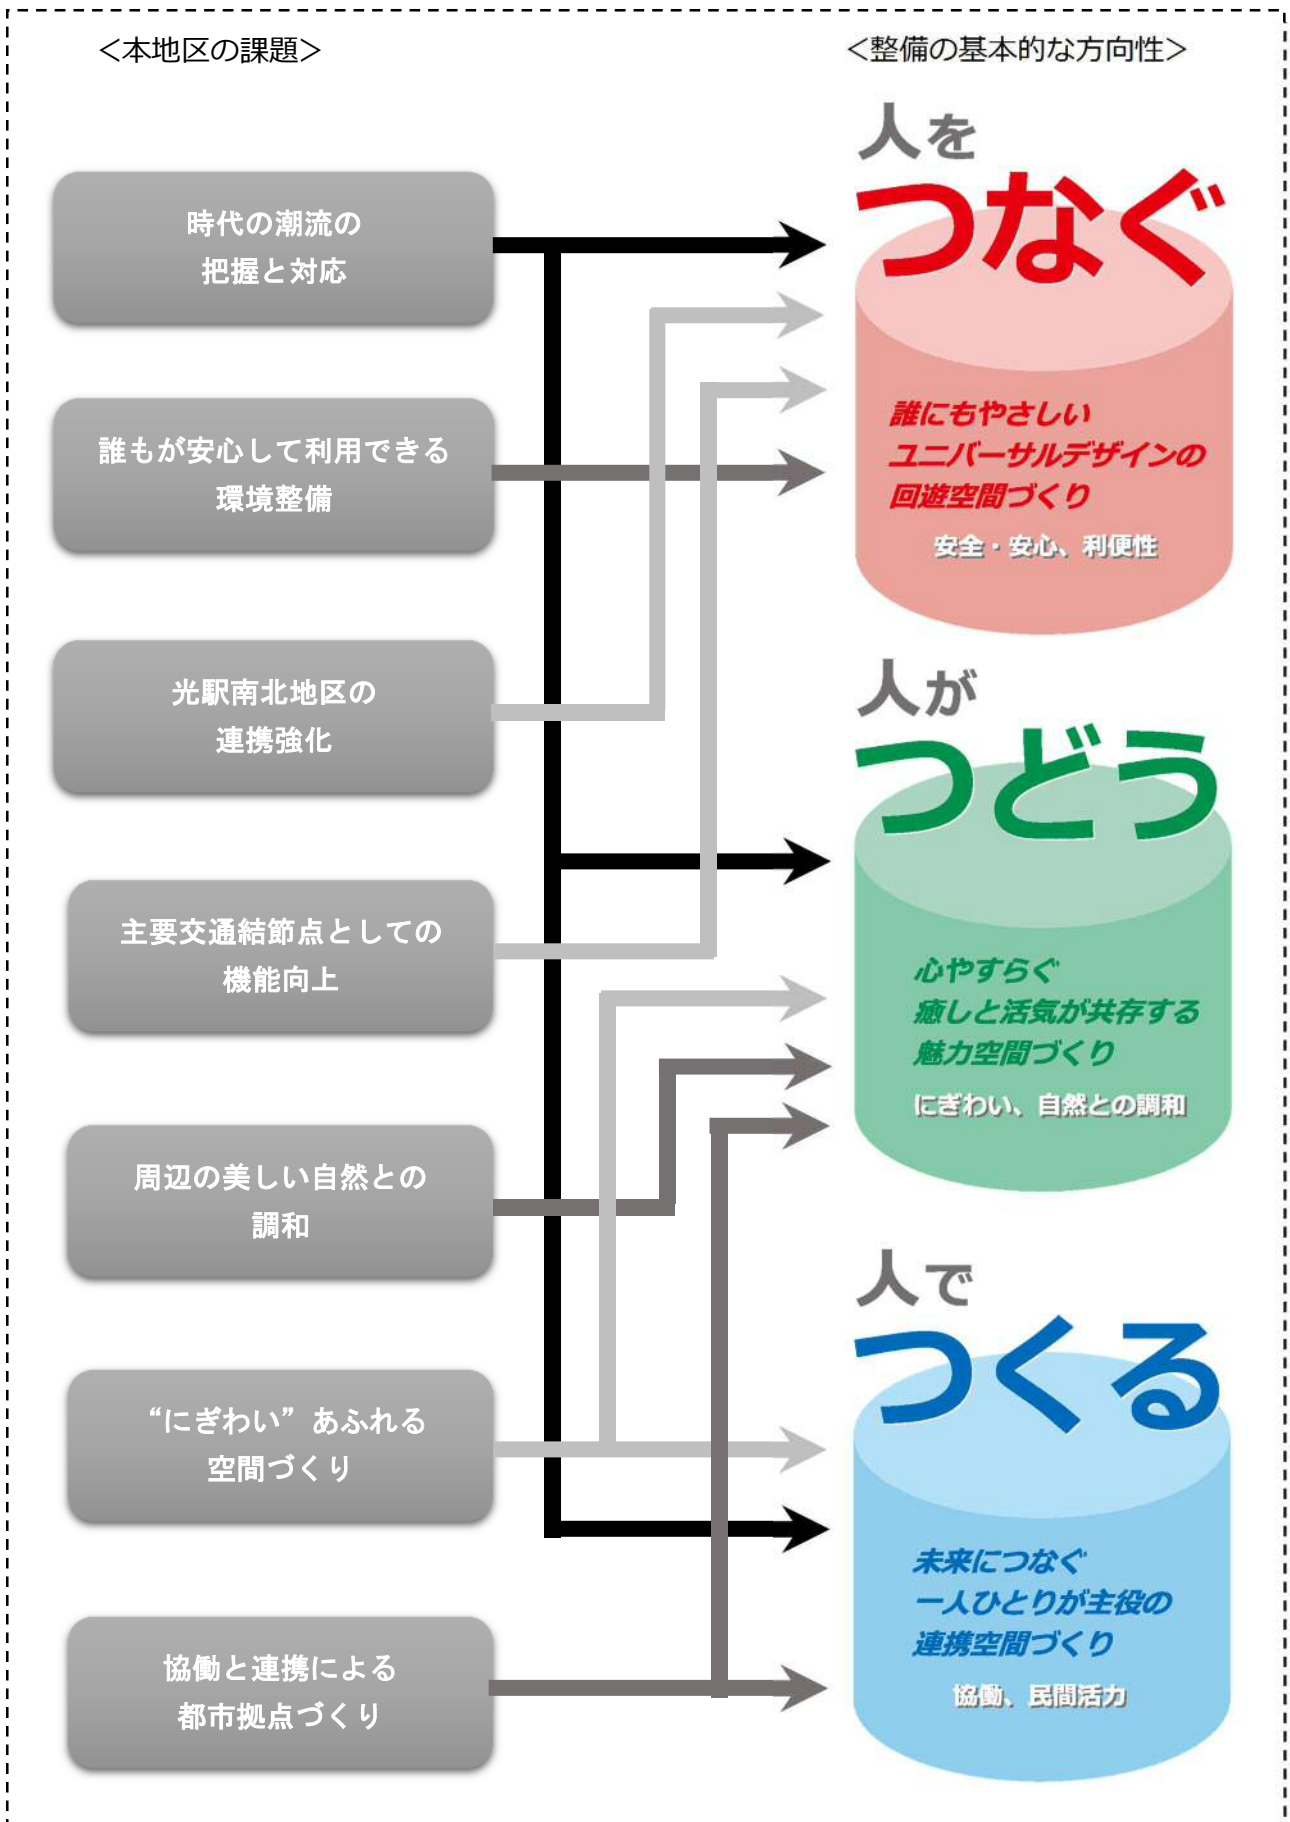 ＜本地区の課題＞
時代の潮流の
把握と対応
誰もが安心して利用できる
環境整備
光駅南北地区の
連携強化
主要交通結節点としての
機能向上
周辺の美しい自然との
調和
“にぎわい”あふれる
空間づくり
協働と連携による
都市拠点づくり
＜整備の基本的な方向性＞
人を
つなぐ
誰にもやさしい
ユニバーサルデザインの
回遊空間づくり
安全・安心、利便性
人が
つどう
心やすらぐ
癒しと活気が共存する
魅力空間づくり
にぎわい、自然との調和
人で
つくる
未来につなぐ
一人ひとりが主役の
連携空間づくり
協働、民間活力